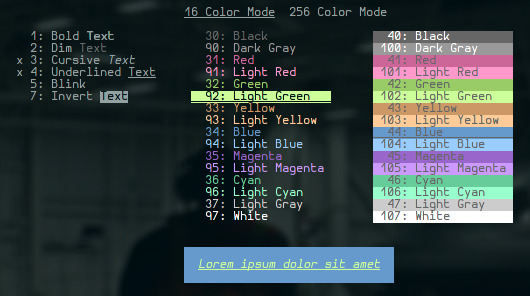 16 Color Mode  256 Color Mode
1: Bold Text
2: Dim Text
x 3: Cursive Text
x 4: Underlined Text
5: Blink
7: Invert Text
30: Black
90: Dark Gray
31: Red
91: Light Red
32: Green
92: Light Green
33: Yellow
93: Light Yellow
34: Blue
94: Light Blue
35: Magenta
95: Light Magenta
36: Cyan
96: Light Cyan
37: Light Gray
97: White
40: Black
100: Dark Gray
41: Red
101: Light Red
42: Green
102: Light Green
43: Yellow
103: Light Yellow
44: Blue
104: Light Blue
45: Magenta
105: Light Magenta
46: Cyan
106: Light Cyan
47: Light Gray
107: White
Lorem ipsum dolor sit amet